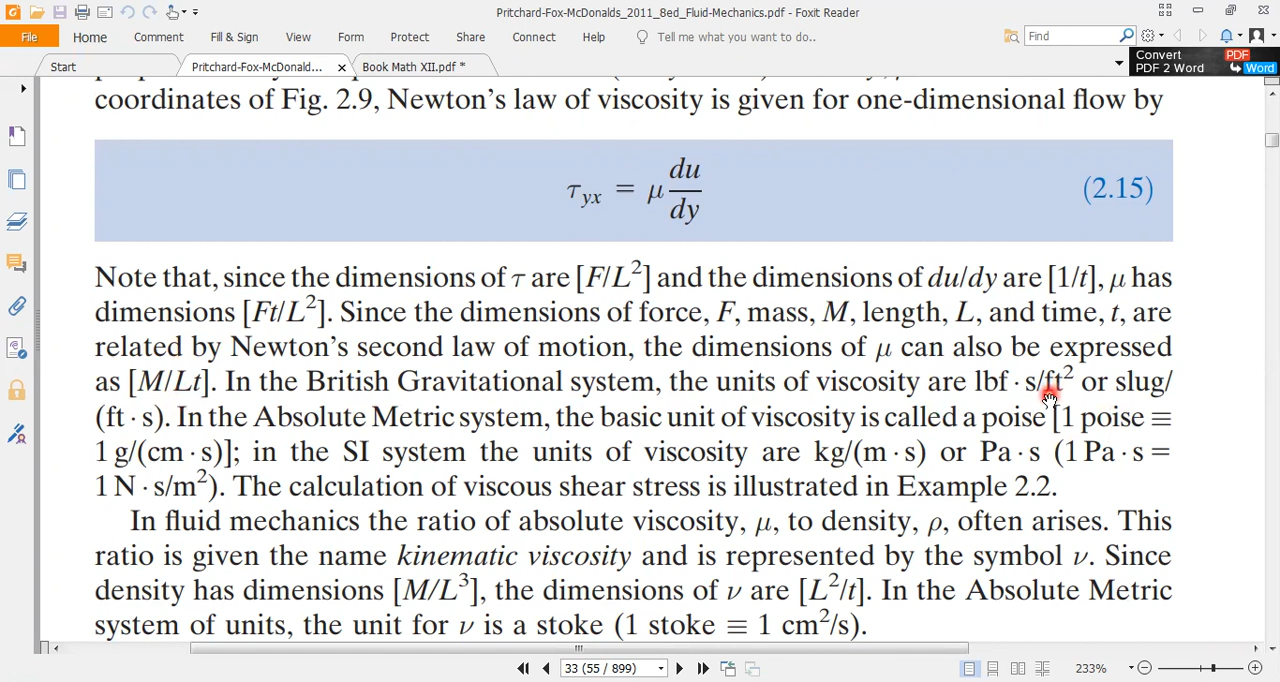 Pritchard-Fox-McDonalds_2011_8ed_Fluid-Mechanics.pdf - Foxit Reader
File Home Comment Fill & Sign View Form Protect Share Connect Help Tell me what you want to do.. Find
Start Pritchard-Fox-McDonald... Book Math XII.pdf *
Convert PDF
PDF 2 Word Word
coordinates of Fig. 2.9, Newton's law of viscosity is given for one-dimensional flow by
τyx = μ du/dy (2.15)
Note that, since the dimensions of τ are [F/L²] and the dimensions of du/dy are [1/t], μ has
dimensions [Ft/L²]. Since the dimensions of force, F, mass, M, length, L, and time, t, are
related by Newton's second law of motion, the dimensions of μ can also be expressed
as [M/Lt]. In the British Gravitational system, the units of viscosity are lbf · s/ft² or slug/
(ft · s). In the Absolute Metric system, the basic unit of viscosity is called a poise [1 poise ≡
1 g/(cm · s)]; in the SI system the units of viscosity are kg/(m · s) or Pa · s (1 Pa · s =
1 N · s/m²). The calculation of viscous shear stress is illustrated in Example 2.2.
In fluid mechanics the ratio of absolute viscosity, μ, to density, ρ, often arises. This
ratio is given the name kinematic viscosity and is represented by the symbol ν. Since
density has dimensions [M/L³], the dimensions of ν are [L²/t]. In the Absolute Metric
system of units, the unit for ν is a stoke (1 stoke ≡ 1 cm²/s).
33 (55 / 899) 233%